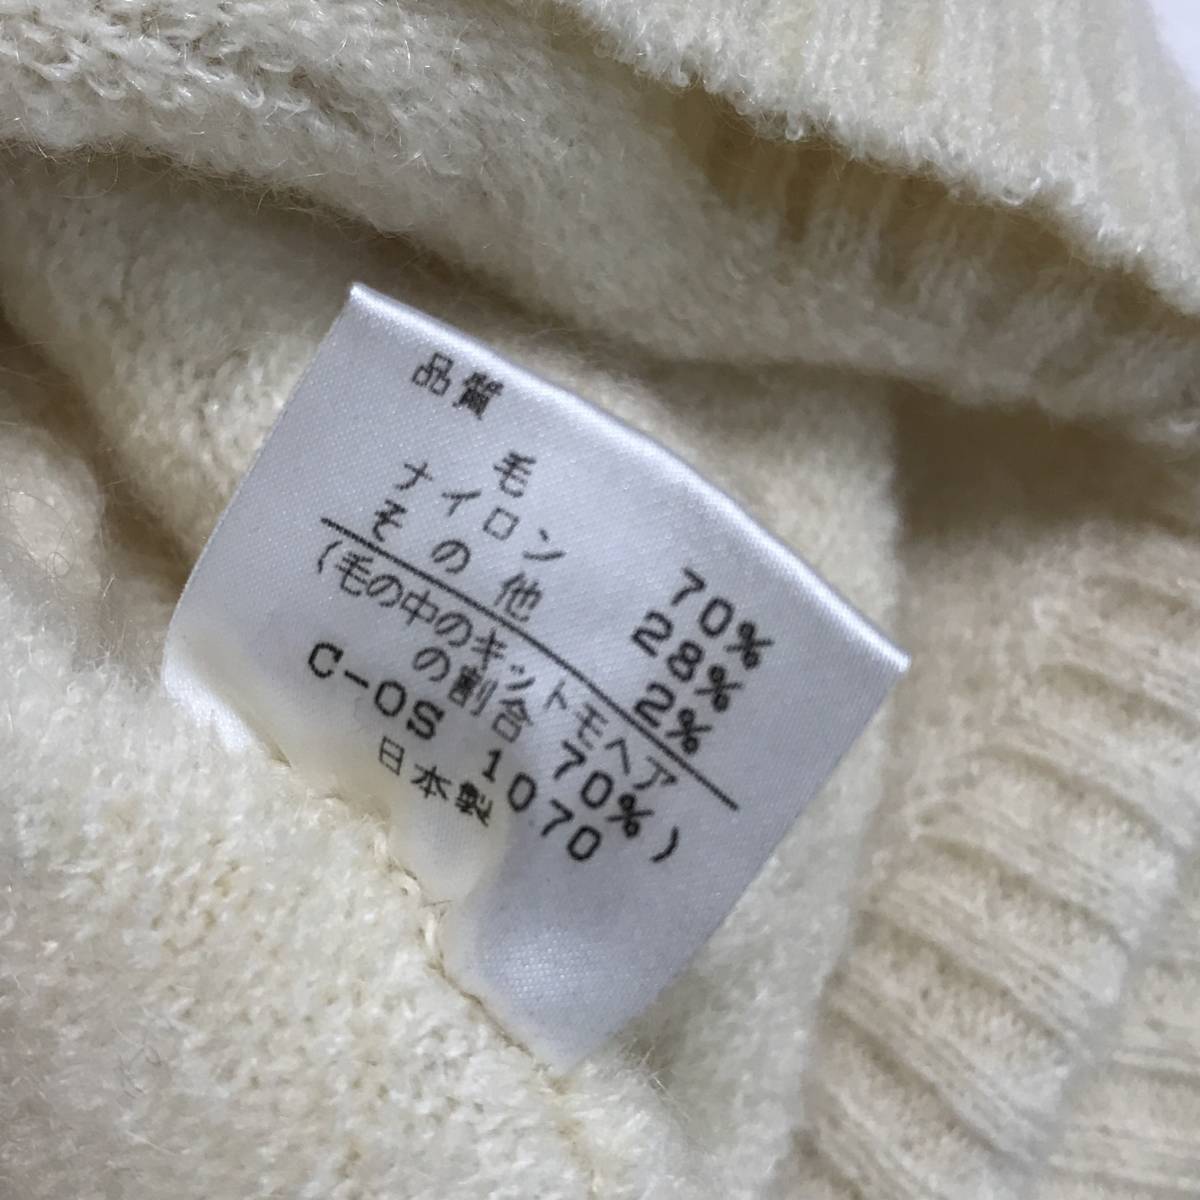 品質
毛 70%
ナイロン 28%
その他 2%
(毛の中のキットモヘア
の割合 70%)
C-OS 1070
日本製